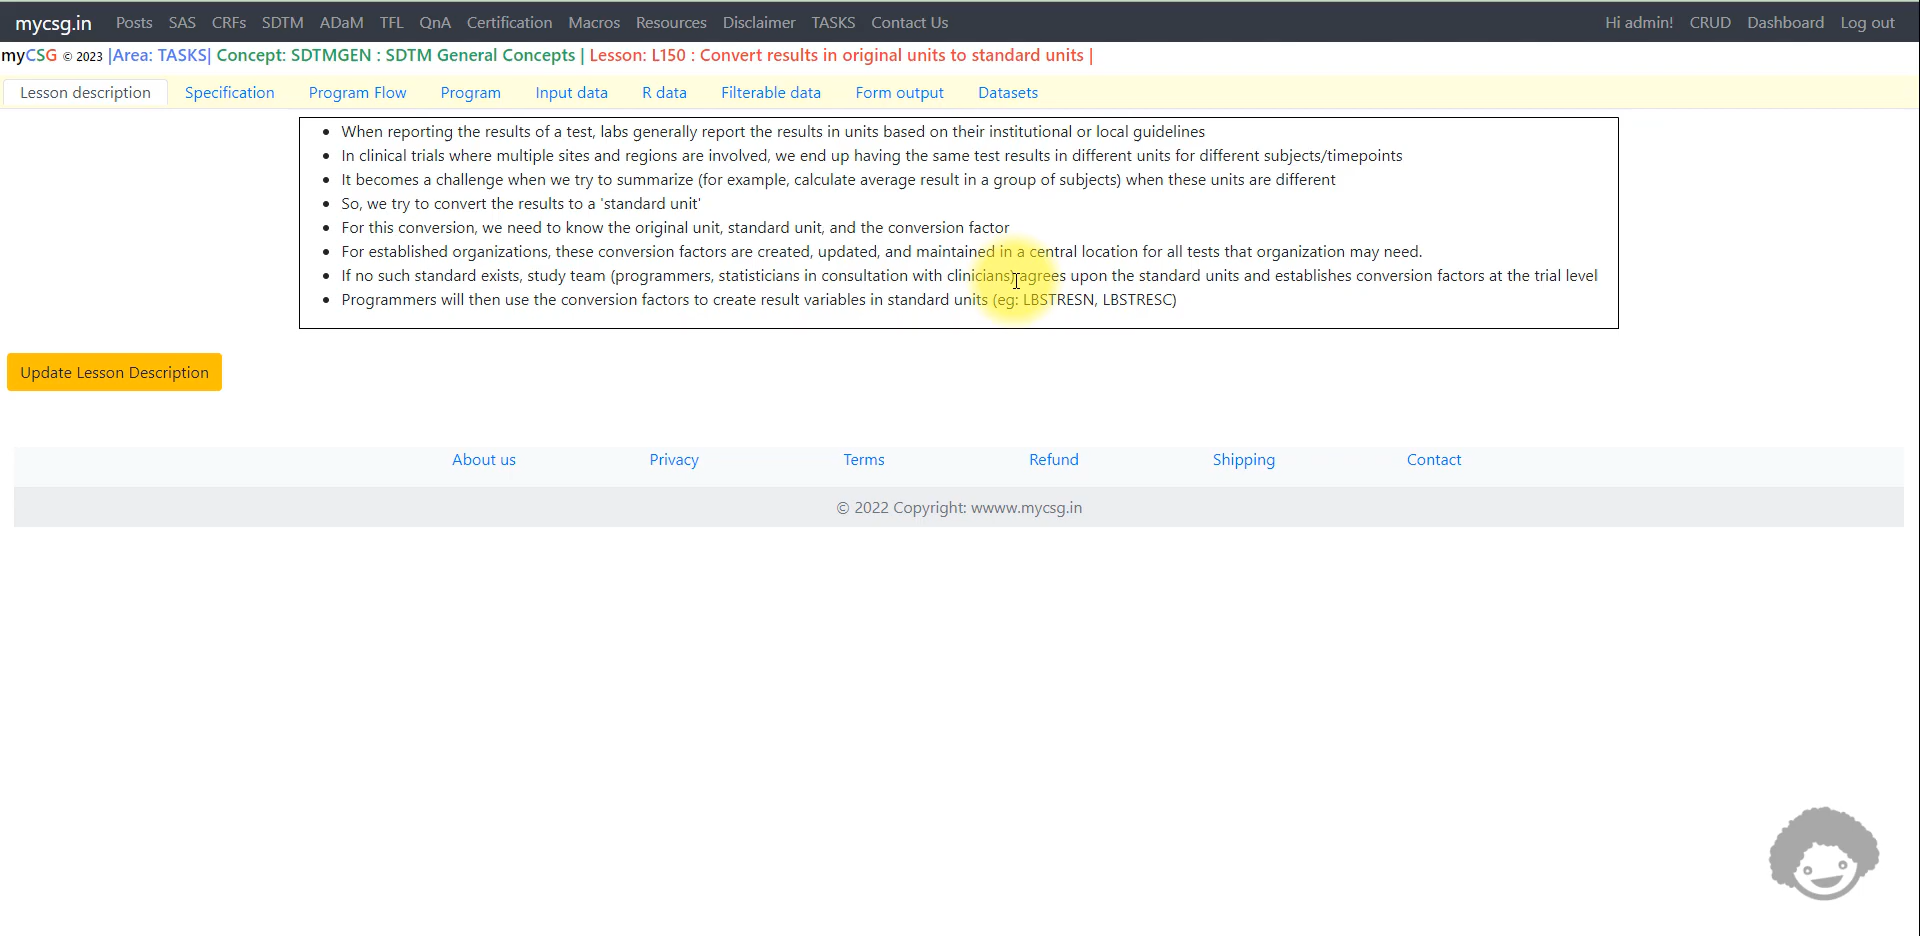 mycsg.in Posts SAS CRFs SDTM ADaM TFL QnA Certification Macros Resources Disclaimer TASKS Contact Us Hi admin! CRUD Dashboard Log out
myCSG © 2023 |Area: TASKS| Concept: SDTMGEN : SDTM General Concepts | Lesson: L150 : Convert results in original units to standard units |
Lesson description Specification Program Flow Program Input data R data Filterable data Form output Datasets
• When reporting the results of a test, labs generally report the results in units based on their institutional or local guidelines
• In clinical trials where multiple sites and regions are involved, we end up having the same test results in different units for different subjects/timepoints
• It becomes a challenge when we try to summarize (for example, calculate average result in a group of subjects) when these units are different
• So, we try to convert the results to a 'standard unit'
• For this conversion, we need to know the original unit, standard unit, and the conversion factor
• For established organizations, these conversion factors are created, updated, and maintained in a central location for all tests that organization may need.
• If no such standard exists, study team (programmers, statisticians in consultation with clinicians) agrees upon the standard units and establishes conversion factors at the trial level
• Programmers will then use the conversion factors to create result variables in standard units (eg: LBSTRESN, LBSTRESC)
Update Lesson Description
About us Privacy Terms Refund Shipping Contact
© 2022 Copyright: wwww.mycsg.in